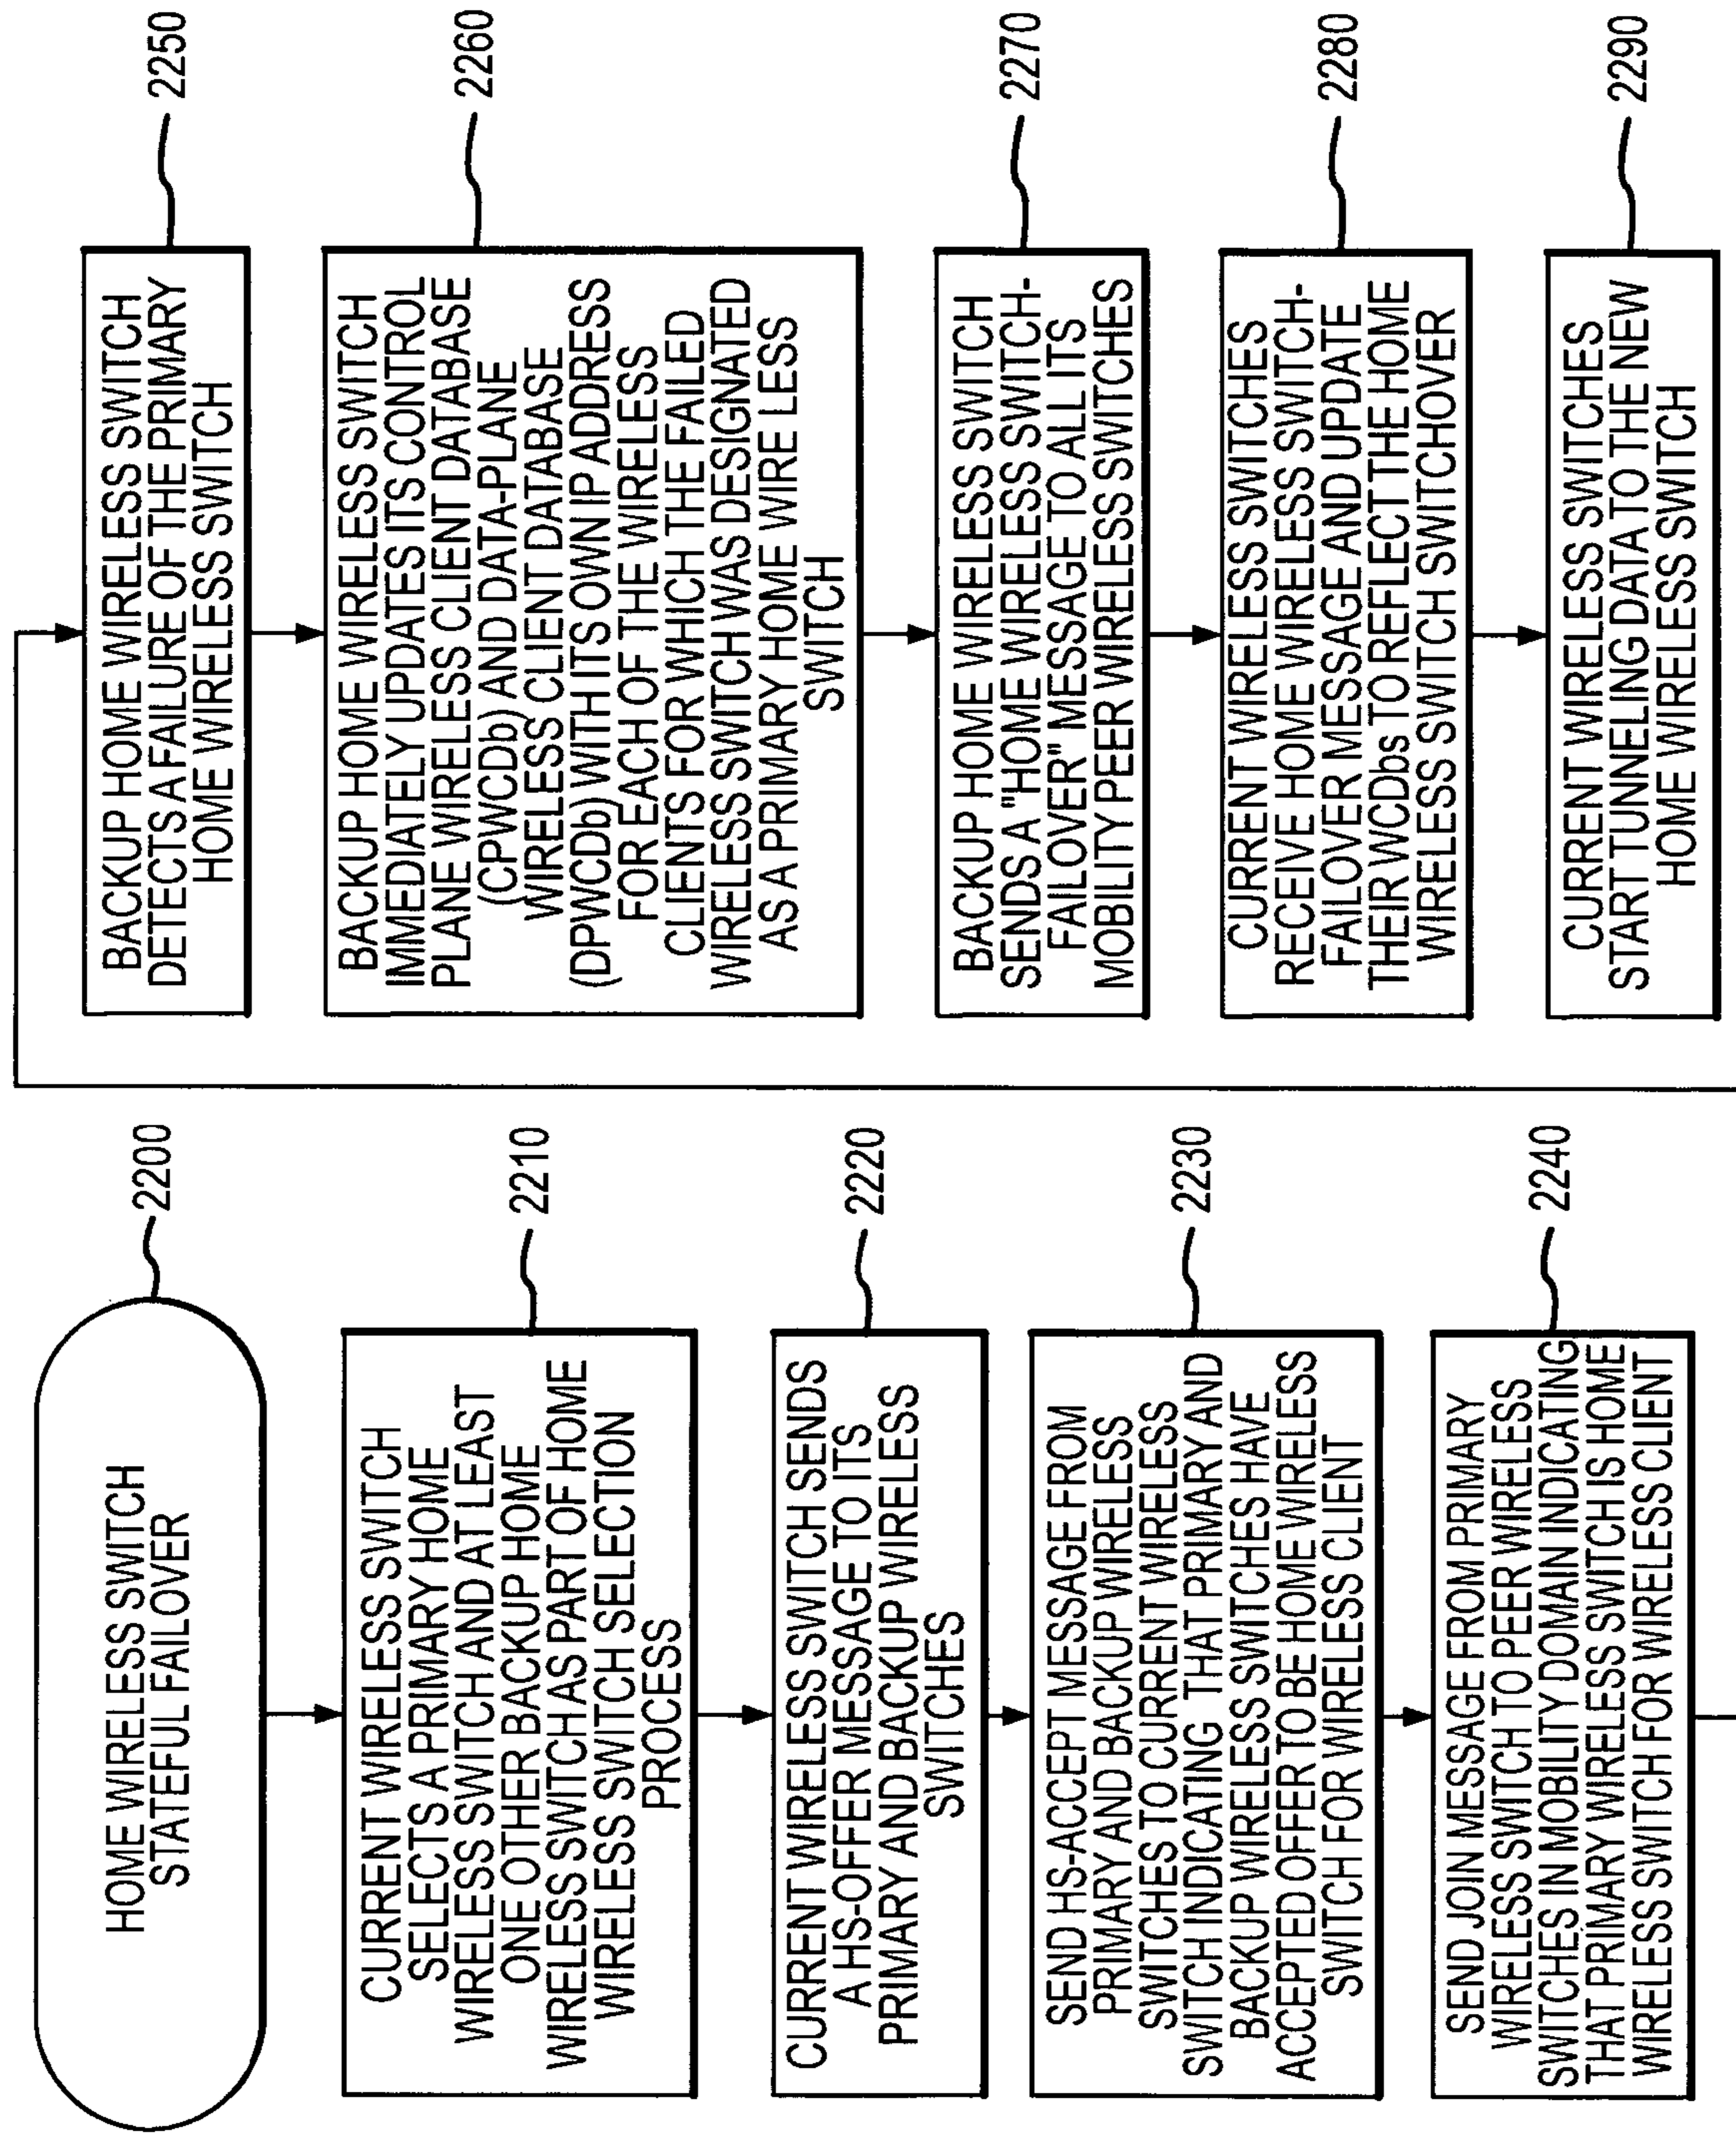 HOME WIRELESS SWITCH
STATEFUL FAILOVER
2200
CURRENT WIRELESS SWITCH
SELECTS A PRIMARY HOME
WIRELESS SWITCH AND AT LEAST
ONE OTHER BACKUP HOME
WIRELESS SWITCH AS PART OF HOME
WIRELESS SWITCH SELECTION
PROCESS
2210
CURRENT WIRELESS SWITCH SENDS
A HS-OFFER MESSAGE TO ITS
PRIMARY AND BACKUP WIRELESS
SWITCHES
2220
SEND HS-ACCEPT MESSAGE FROM
PRIMARY AND BACKUP WIRELESS
SWITCHES TO CURRENT WIRELESS
SWITCH INDICATING THAT PRIMARY AND
BACKUP WIRELESS SWITCHES HAVE
ACCEPTED OFFER TO BE HOME WIRELESS
SWITCH FOR WIRELESS CLIENT
2230
SEND JOIN MESSAGE FROM PRIMARY
WIRELESS SWITCH TO PEER WIRELESS
SWITCHES IN MOBILITY DOMAIN INDICATING
THAT PRIMARY WIRELESS SWITCH IS HOME
WIRELESS SWITCH FOR WIRELESS CLIENT
2240
BACKUP HOME WIRELESS SWITCH
DETECTS A FAILURE OF THE PRIMARY
HOME WIRELESS SWITCH
2250
BACKUP HOME WIRELESS SWITCH
IMMEDIATELY UPDATES ITS CONTROL
PLANE WIRELESS CLIENT DATABASE
(CPWCDb) AND DATA-PLANE
WIRELESS CLIENT DATABASE
(DPWCDb) WITH ITS OWN IP ADDRESS
FOR EACH OF THE WIRELESS
CLIENTS FOR WHICH THE FAILED
WIRELESS SWITCH WAS DESIGNATED
AS A PRIMARY HOME WIRE LESS
SWITCH
2260
BACKUP HOME WIRELESS SWITCH
SENDS A "HOME WIRELESS SWITCH-
FAILOVER" MESSAGE TO ALL ITS
MOBILITY PEER WIRELESS SWITCHES
2270
CURRENT WIRELESS SWITCHES
RECEIVE HOME WIRELESS SWITCH-
FAILOVER MESSAGE AND UPDATE
THEIR WCDbs TO REFLECT THE HOME
WIRELESS SWITCH SWITCHOVER
2280
CURRENT WIRELESS SWITCHES
START TUNNELING DATA TO THE NEW
HOME WIRELESS SWITCH
2290